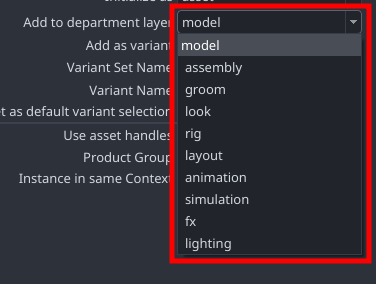 Add to department layer model
Add as variant model
Variant Set Name assembly
Variant Name groom
et as default variant selection look
Use asset handles rig
Product Group layout
Instance in same Context animation
simulation
fx
lighting